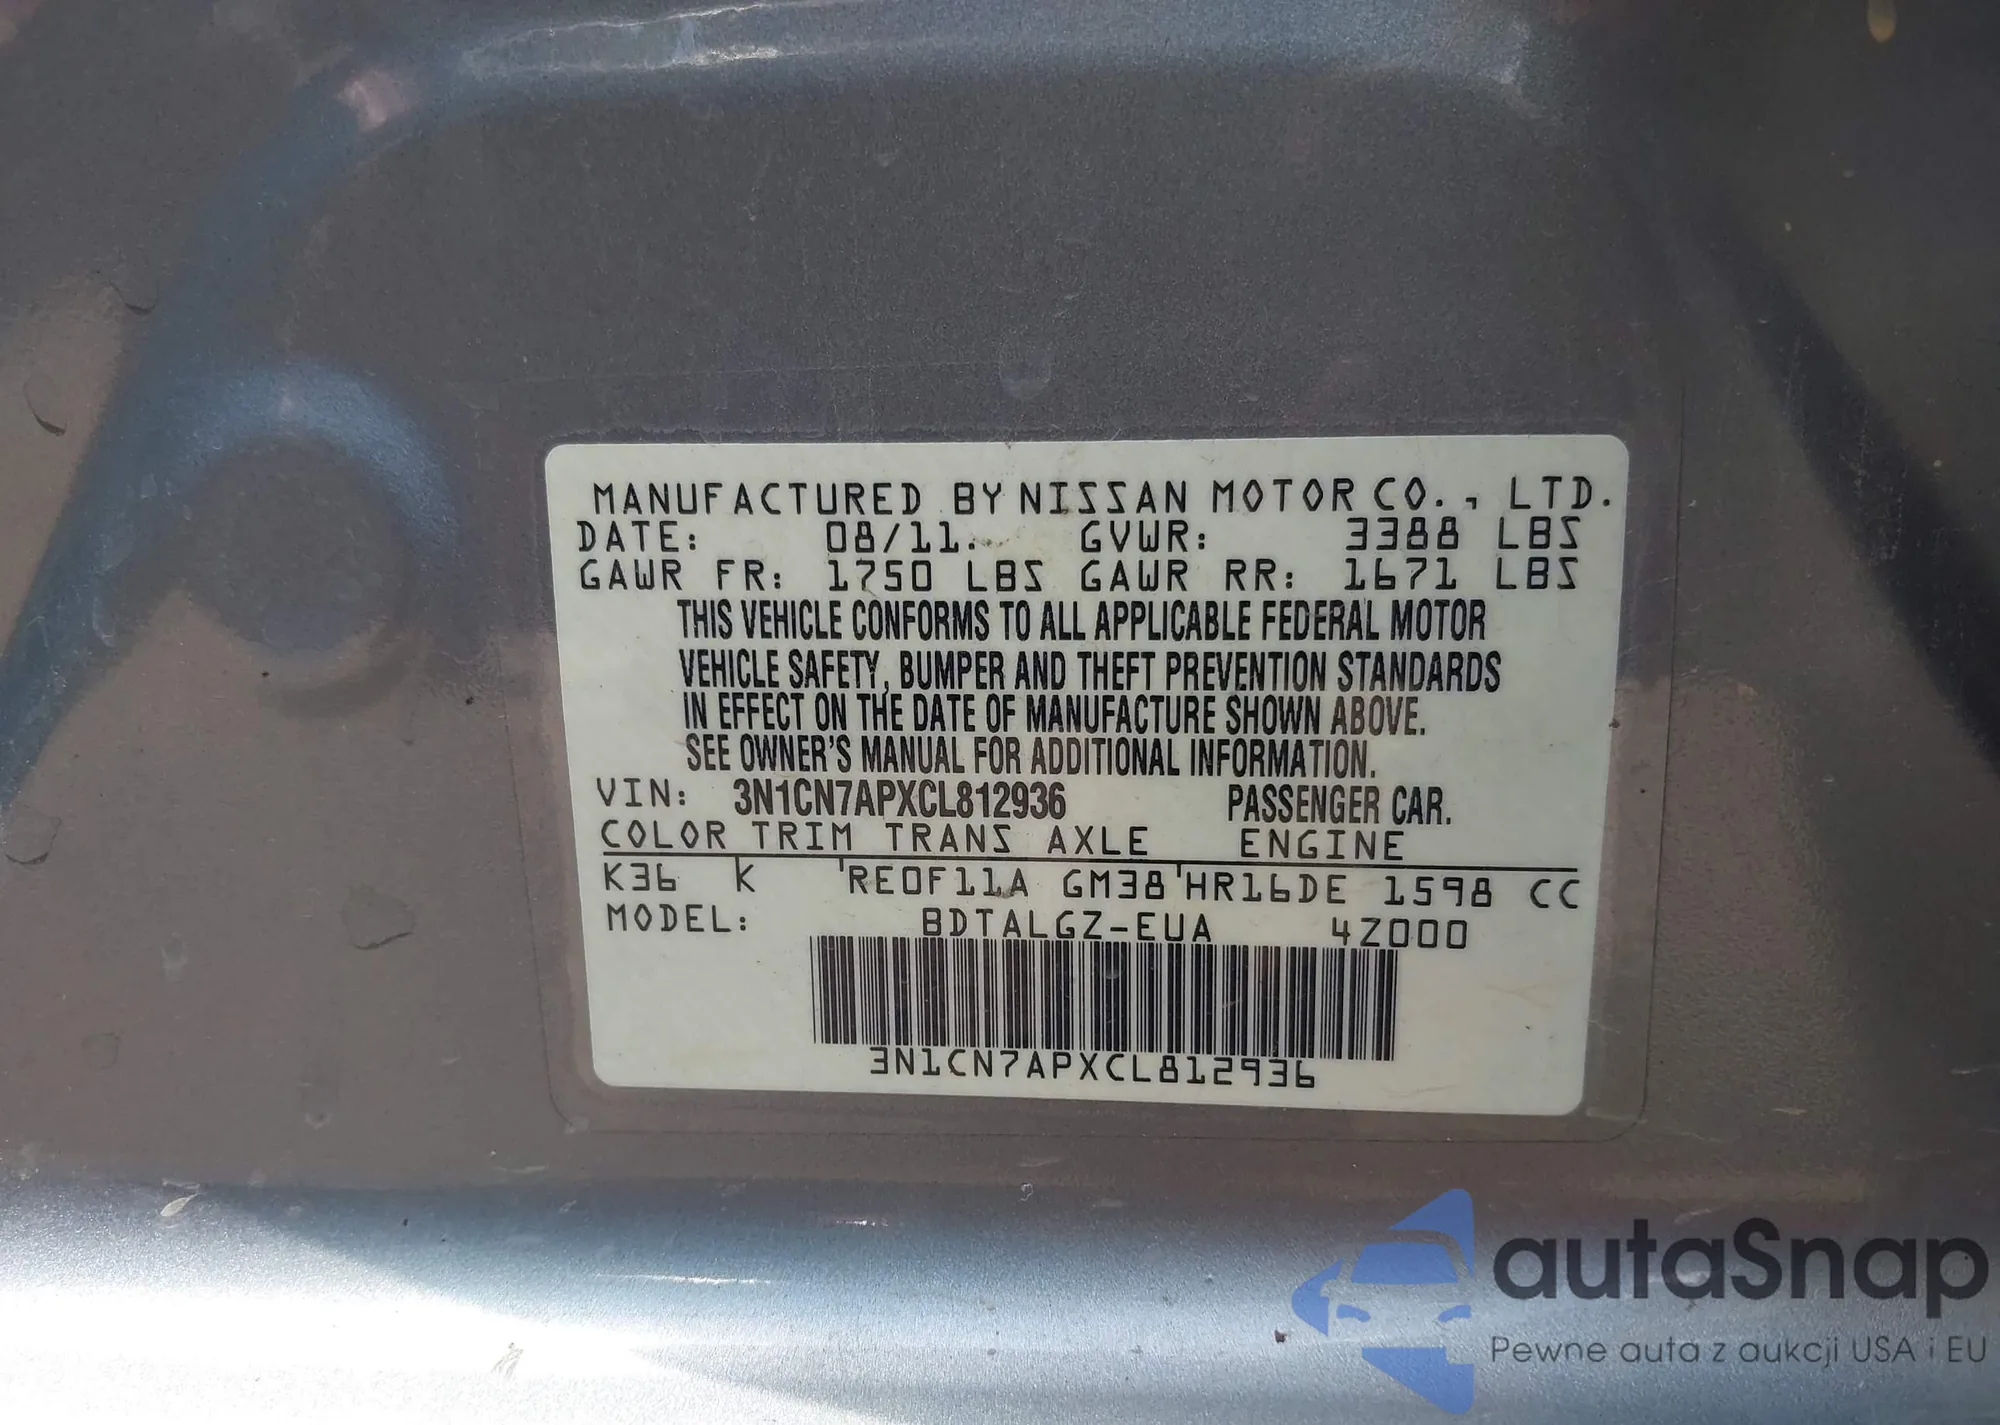 MANUFACTURED BY NISSAN MOTOR CO., LTD.
DATE: 08/11. GVWR: 3388 LBS
GAWR FR: 1750 LBS GAWR RR: 1671 LBS
THIS VEHICLE CONFORMS TO ALL APPLICABLE FEDERAL MOTOR
VEHICLE SAFETY, BUMPER AND THEFT PREVENTION STANDARDS
IN EFFECT ON THE DATE OF MANUFACTURE SHOWN ABOVE.
SEE OWNER'S MANUAL FOR ADDITIONAL INFORMATION.
VIN: 3N1CN7APXCL812936 PASSENGER CAR.
COLOR TRIM TRANS AXLE ENGINE
K36 K RE0F11A GM38 HR16DE 1598 CC
MODEL: BDTALGZ-EUA 4Z000
3N1CN7APXCL812936
autaSnap
Pewne auta z aukcji USA i EU